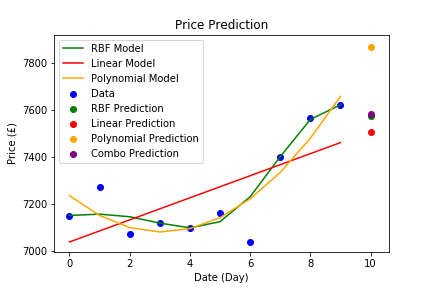 Price Prediction
RBF Model
Linear Model
Polynomial Model
Data
RBF Prediction
Linear Prediction
Polynomial Prediction
Combo Prediction
Price (£)
7800
7600
7400
7200
7000
0 2 4 6 8 10
Date (Day)